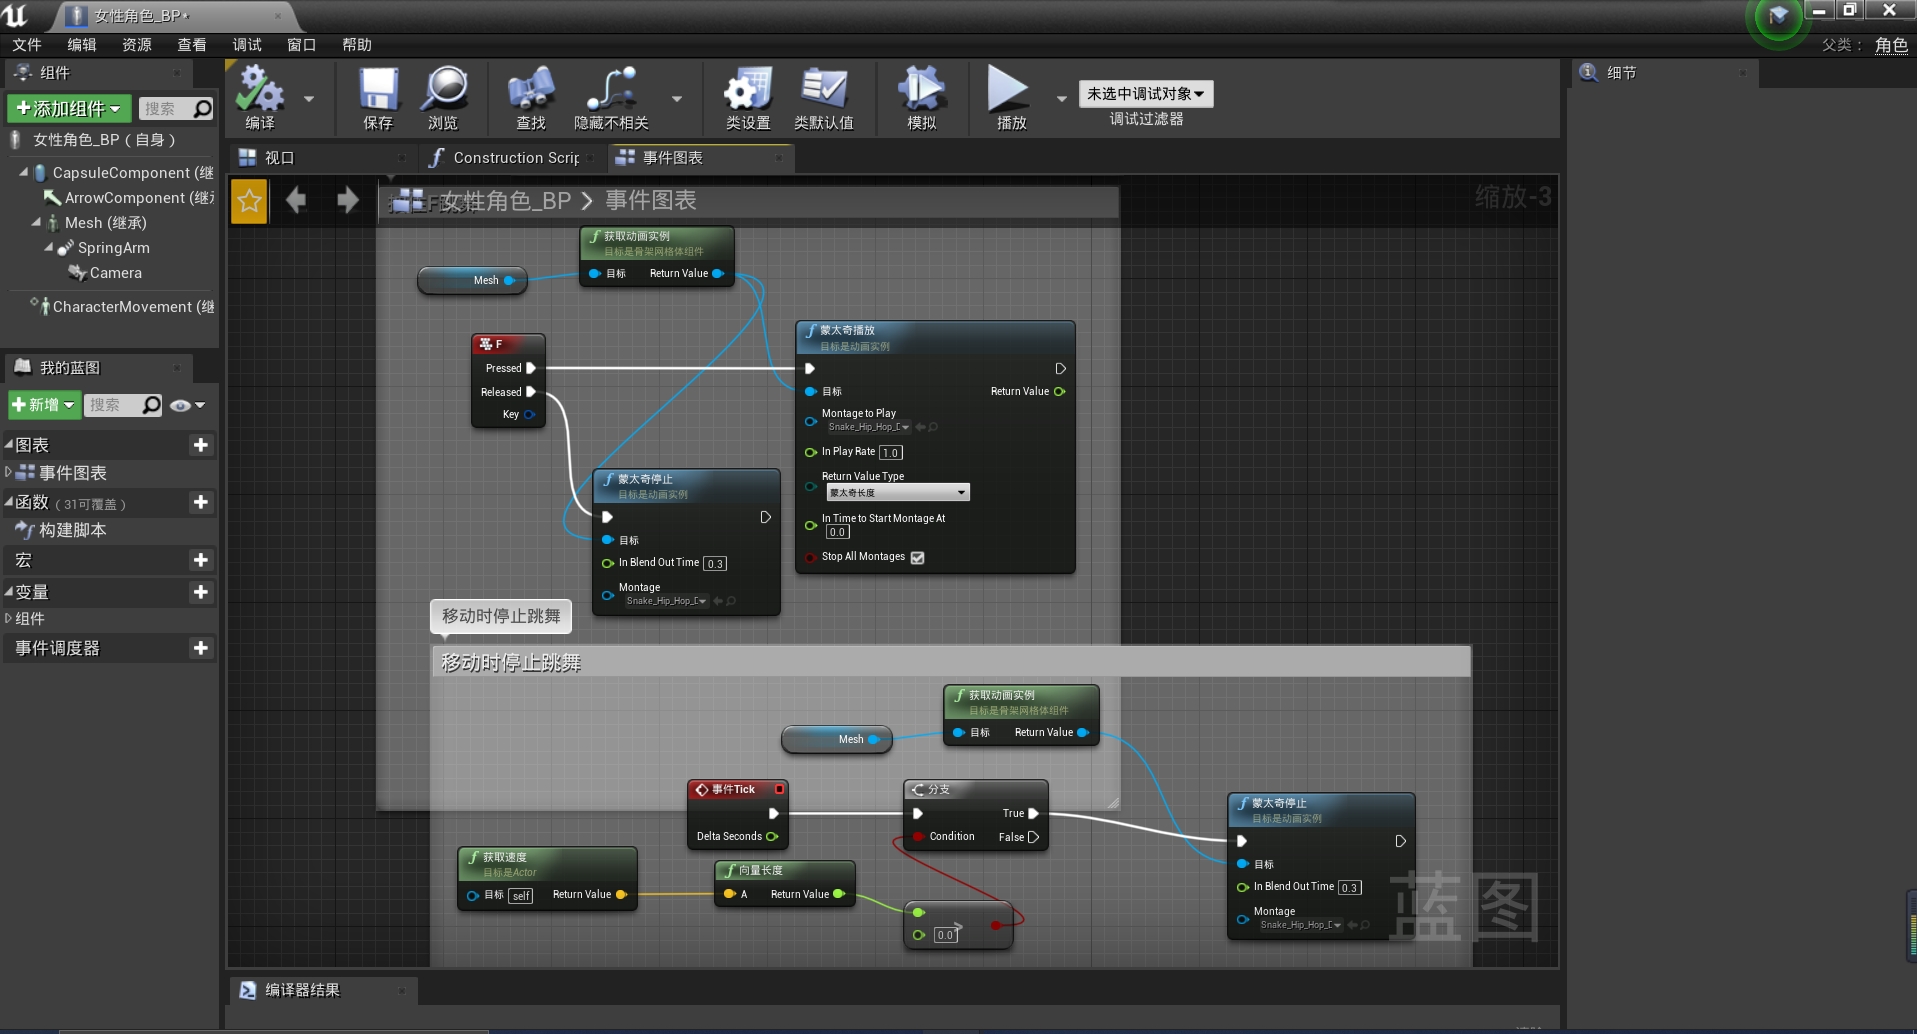 女性角色_BP*
文件 编辑 资源 查看 调试 窗口 帮助
父类： 角色
组件
添加组件 搜索
女性角色_BP（自身）
CapsuleComponent (继
ArrowComponent (继
Mesh (继承)
SpringArm
Camera
CharacterMovement (继
我的蓝图
新增 搜索
图表
事件图表
函数 （31可覆盖）
构建脚本
宏
变量
组件
事件调度器
编译 保存 浏览 查找 隐藏不相关 类设置 类默认值 模拟 播放
未选中调试对象
调试过滤器
视口 Construction Scrip 事件图表
女性角色_BP > 事件图表
缩放-3
获取动画实例
目标是骨架网格体组件
目标 Return Value
Mesh
F
Pressed
Released
Key
蒙太奇播放
目标是动画实例
目标 Return Value
Montage to Play
Snake_Hip_Hop_D
In Play Rate 1.0
Return Value Type
蒙太奇长度
In Time to Start Montage At
0.0
Stop All Montages
蒙太奇停止
目标是动画实例
目标
In Blend Out Time 0.3
Montage
Snake_Hip_Hop_D
移动时停止跳舞
移动时停止跳舞
获取动画实例
目标是骨架网格体组件
目标 Return Value
Mesh
事件Tick
Delta Seconds
分支
True
Condition False
获取速度
目标是Actor
目标 self Return Value
向量长度
A Return Value
>
0.0
蒙太奇停止
目标是动画实例
目标
In Blend Out Time 0.3
Montage
Snake_Hip_Hop_D
蓝图
编译器结果
细节